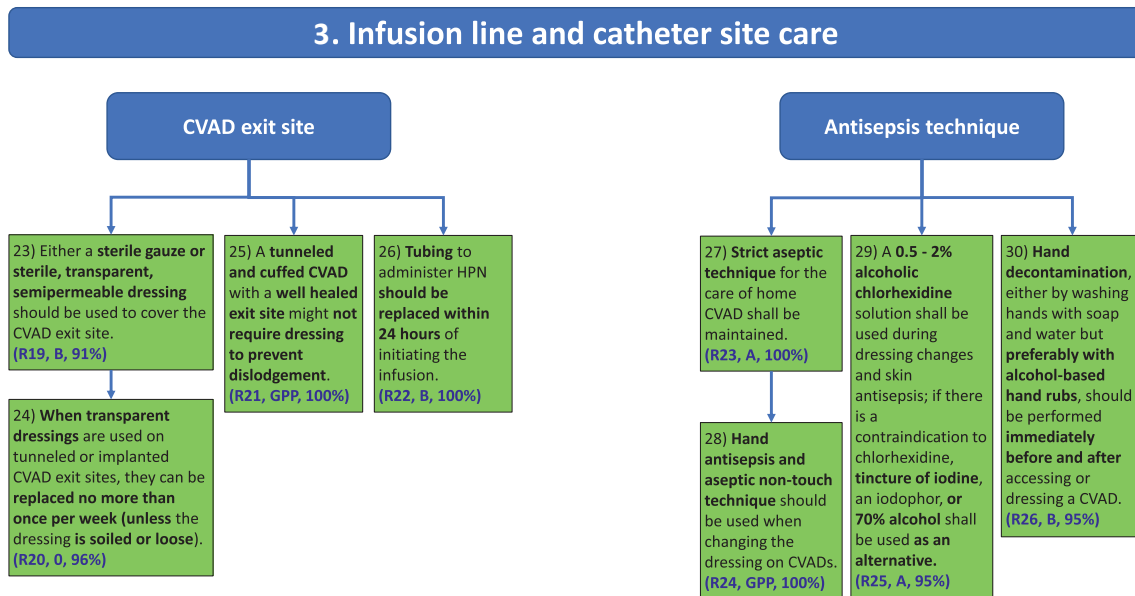 3. Infusion line and catheter site care
CVAD exit site
23) Either a sterile gauze or
sterile, transparent,
semipermeable dressing
should be used to cover the
CVAD exit site.
(R19, B, 91%)
24) When transparent
dressings are used on
tunneled or implanted
CVAD exit sites, they can be
replaced no more than
once per week (unless the
dressing is soiled or loose).
(R20, 0, 96%)
25) A tunneled
and cuffed CVAD
with a well healed
exit site might not
require dressing
to prevent
dislodgement.
(R21, GPP, 100%)
26) Tubing to
administer HPN
should be
replaced within
24 hours of
initiating the
infusion.
(R22, B, 100%)
Antisepsis technique
27) Strict aseptic
technique for the
care of home
CVAD shall be
maintained.
(R23, A, 100%)
28) Hand
antisepsis and
aseptic non-touch
technique should
be used when
changing the
dressing on CVADs.
(R24, GPP, 100%)
29) A 0.5 - 2%
alcoholic
chlorhexidine
solution shall be
used during
dressing changes
and skin
antisepsis; if there
is a
contraindication to
chlorhexidine,
tincture of iodine,
an iodophor, or
70% alcohol shall
be used as an
alternative.
(R25, A, 95%)
30) Hand
decontamination,
either by washing
hands with soap
and water but
preferably with
alcohol-based
hand rubs, should
be performed
immediately
before and after
accessing or
dressing a CVAD.
(R26, B, 95%)